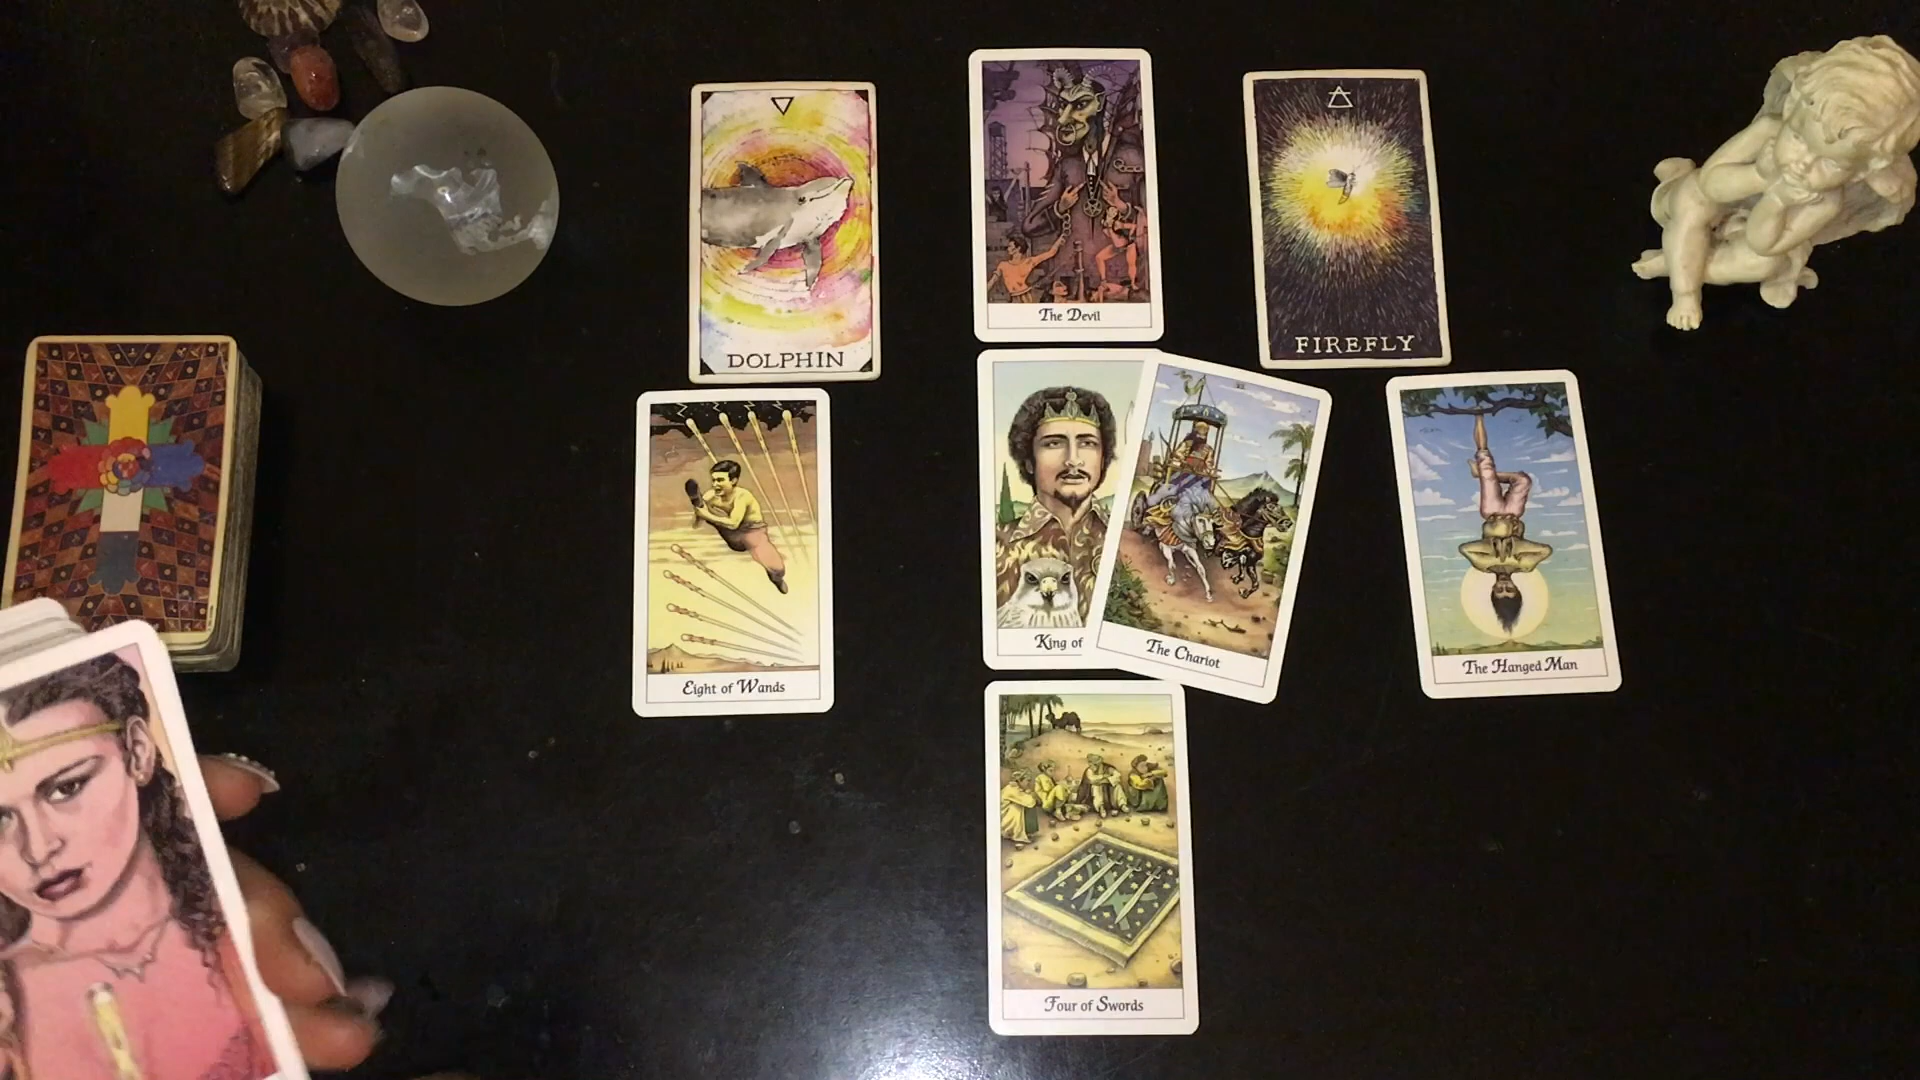 The Devil
DOLPHIN
FIREFLY
King of
The Chariot
The Hanged Man
Eight of Wands
Four of Swords